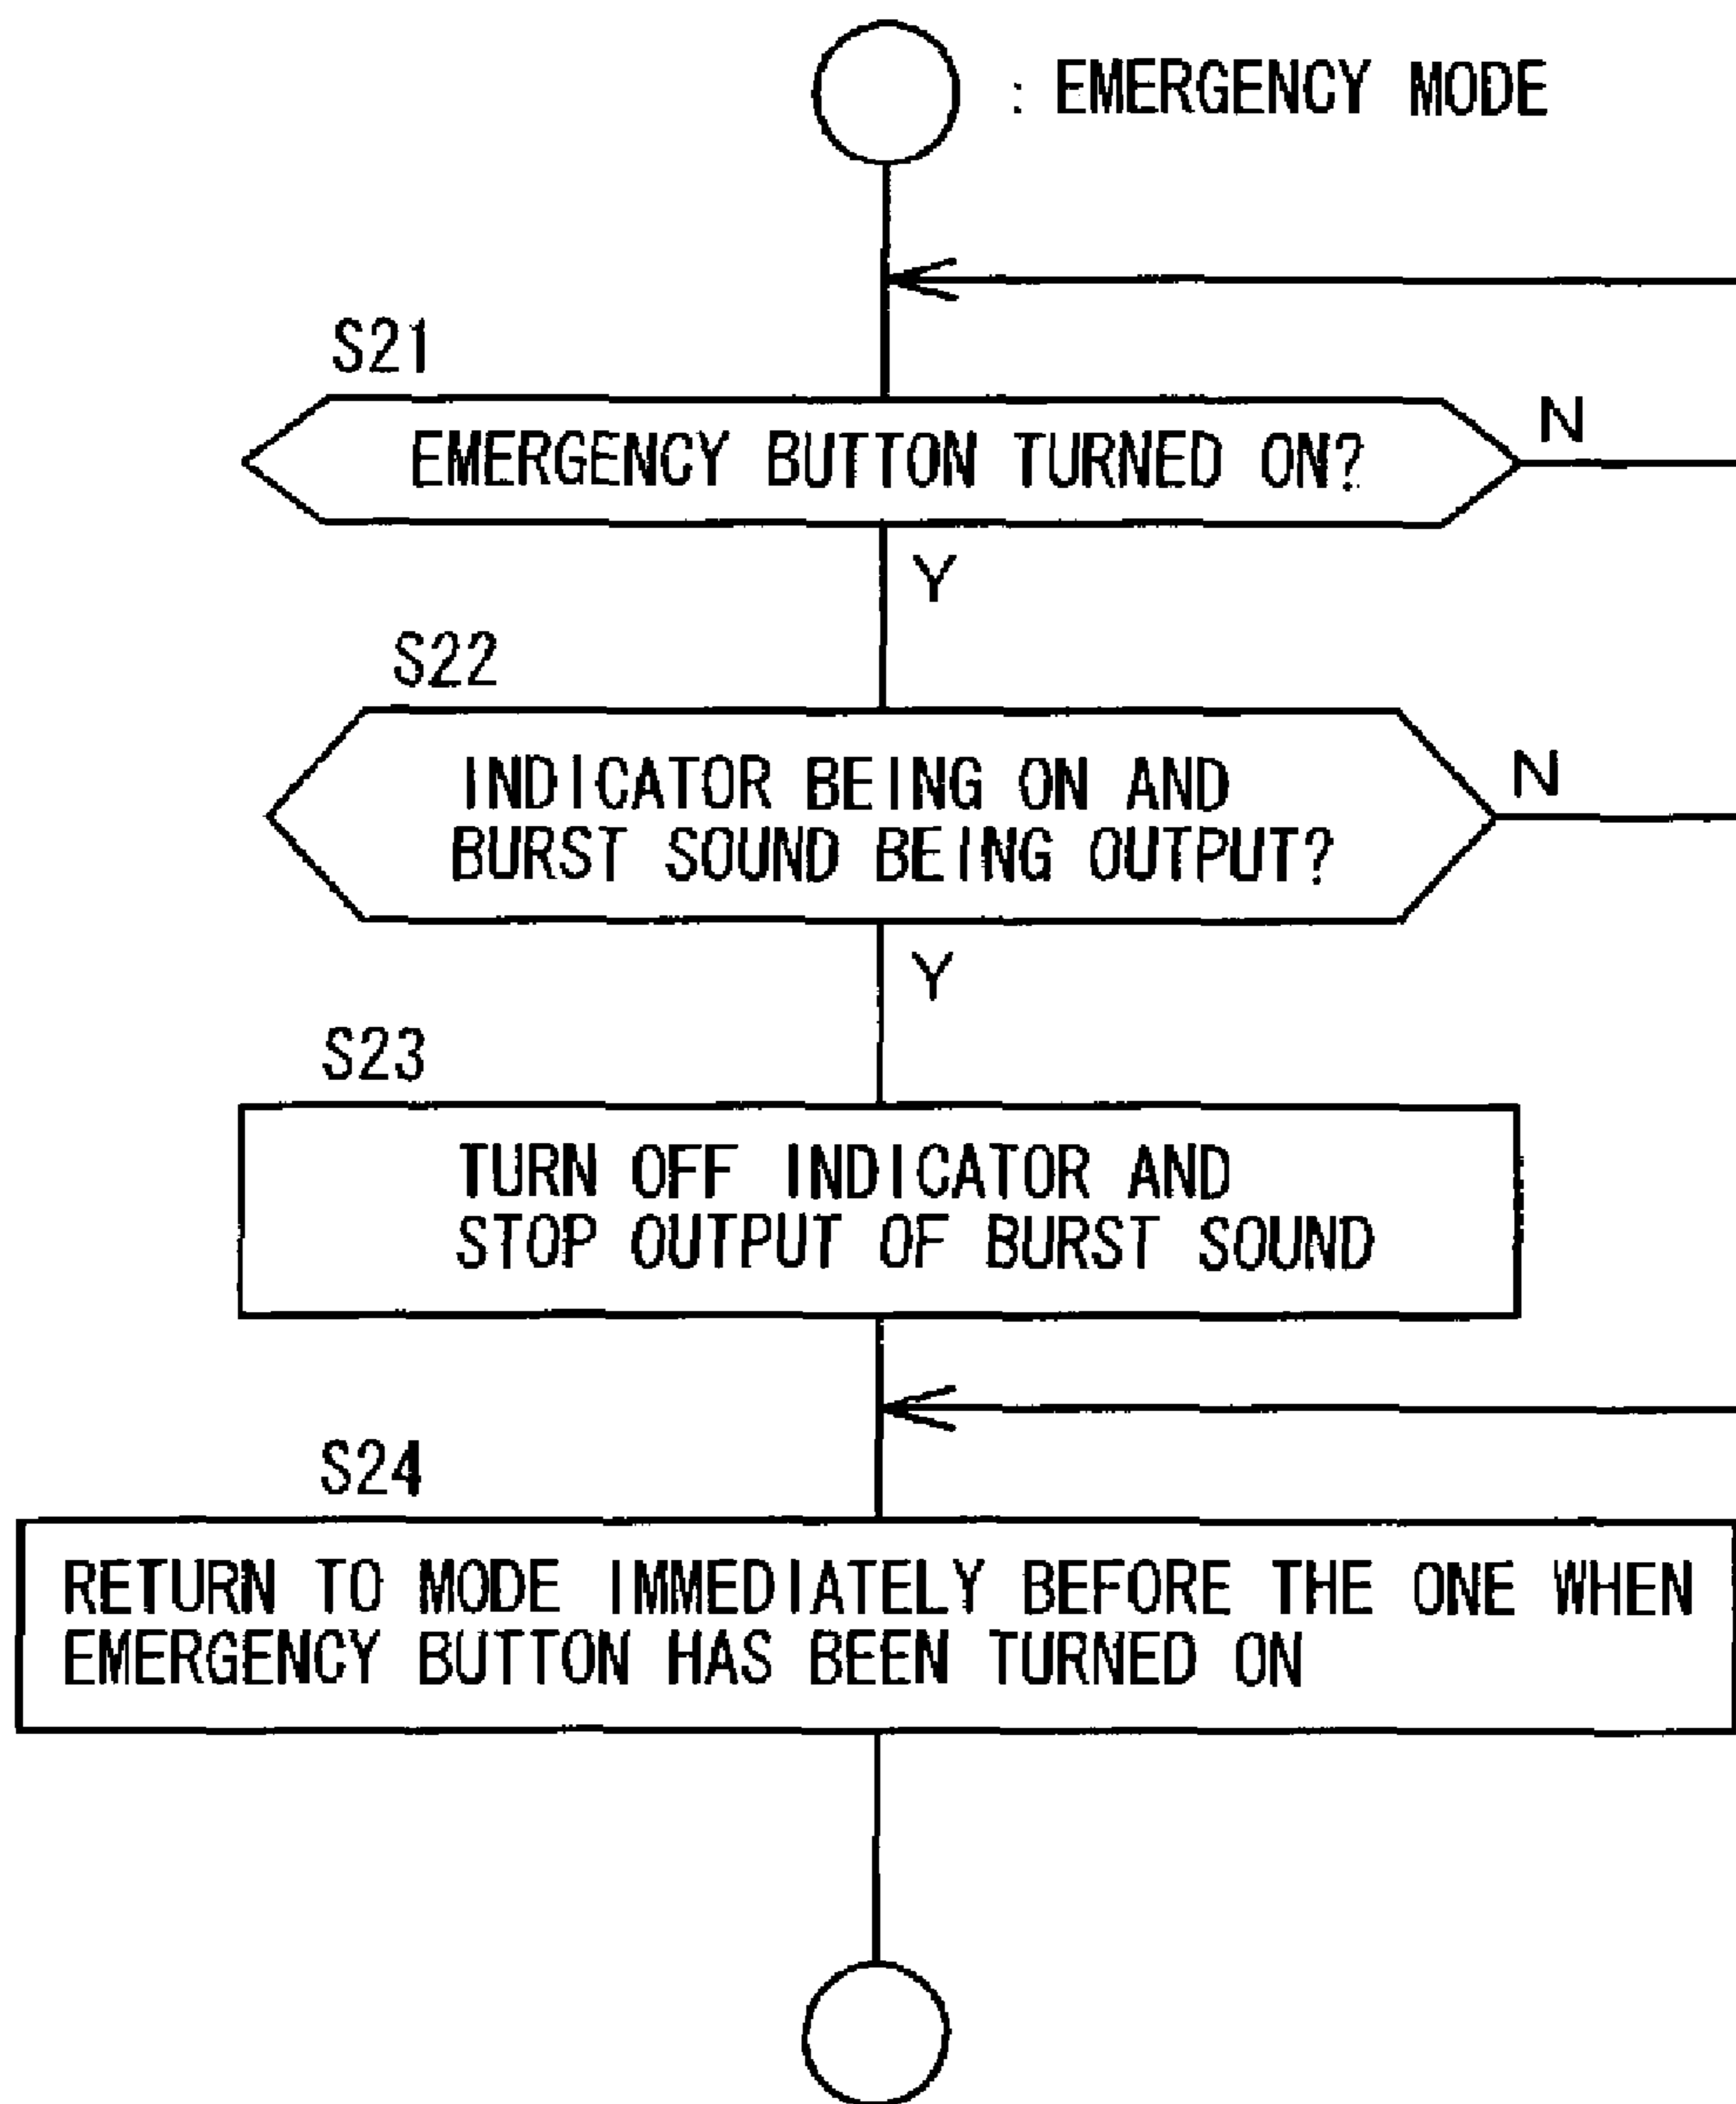 : EMERGENCY MODE
S21
EMERGENCY BUTTON TURNED ON?
N
Y
S22
INDICATOR BEING ON AND
BURST SOUND BEING OUTPUT?
N
Y
S23
TURN OFF INDICATOR AND
STOP OUTPUT OF BURST SOUND
S24
RETURN TO MODE IMMEDIATELY BEFORE THE ONE WHEN
EMERGENCY BUTTON HAS BEEN TURNED ON